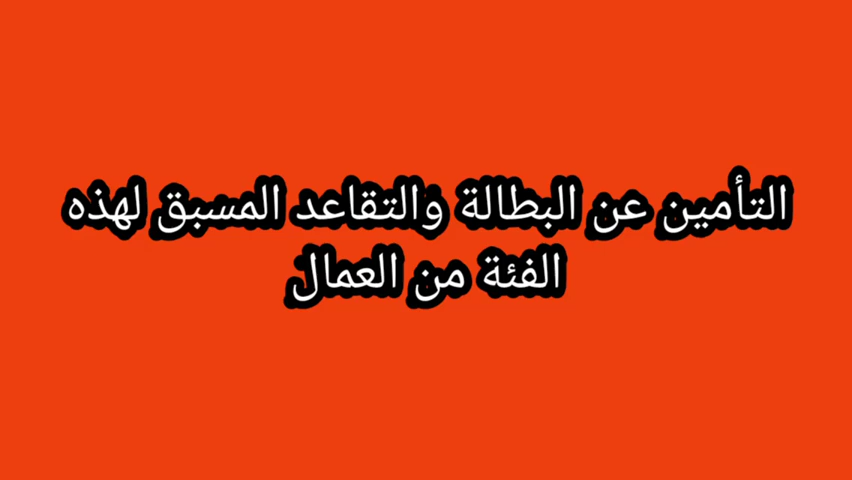 التأمين عن البطالة والتقاعد المسبق لهذه
الفئة من العمال